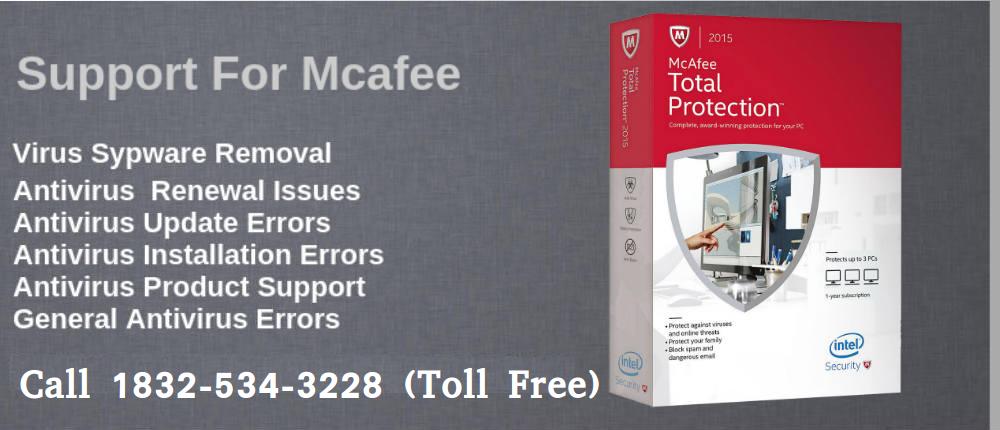 Support For Mcafee
Virus Sypware Removal
Antivirus Renewal Issues
Antivirus Update Errors
Antivirus Installation Errors
Antivirus Product Support
General Antivirus Errors
Call 1832-534-3228 (Toll Free)
McAfee
Total
Protection™ 2015
intel
Security
M
M
2015
McAfee
Total
Protection™
Complete, award-winning protection for your PC
Protects up to 3 PCs
1-year subscription
• Protect against viruses
and online threats
• Protect your family
• Block spam and
dangerous email
intel
Security